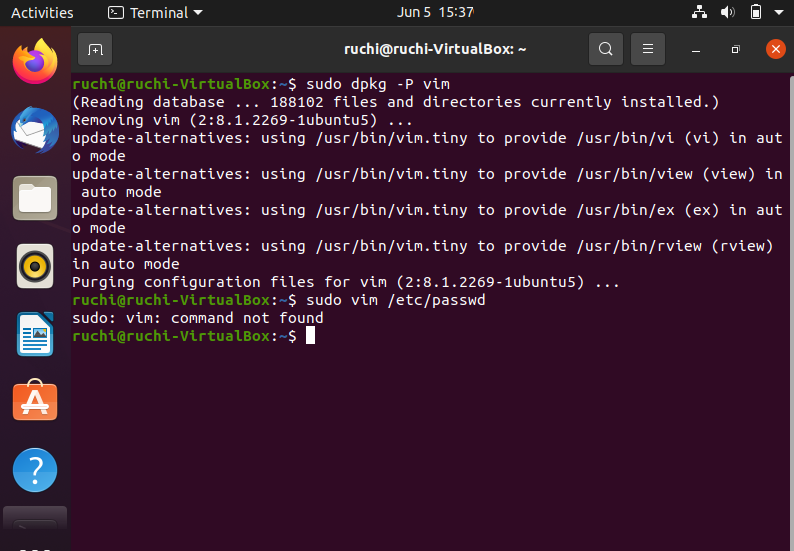 Activities Terminal Jun 5 15:37
ruchi@ruchi-VirtualBox: ~
ruchi@ruchi-VirtualBox:~$ sudo dpkg -P vim
(Reading database ... 188102 files and directories currently installed.)
Removing vim (2:8.1.2269-1ubuntu5) ...
update-alternatives: using /usr/bin/vim.tiny to provide /usr/bin/vi (vi) in aut
o mode
update-alternatives: using /usr/bin/vim.tiny to provide /usr/bin/view (view) in
 auto mode
update-alternatives: using /usr/bin/vim.tiny to provide /usr/bin/ex (ex) in aut
o mode
update-alternatives: using /usr/bin/vim.tiny to provide /usr/bin/rview (rview)
in auto mode
Purging configuration files for vim (2:8.1.2269-1ubuntu5) ...
ruchi@ruchi-VirtualBox:~$ sudo vim /etc/passwd
sudo: vim: command not found
ruchi@ruchi-VirtualBox:~$